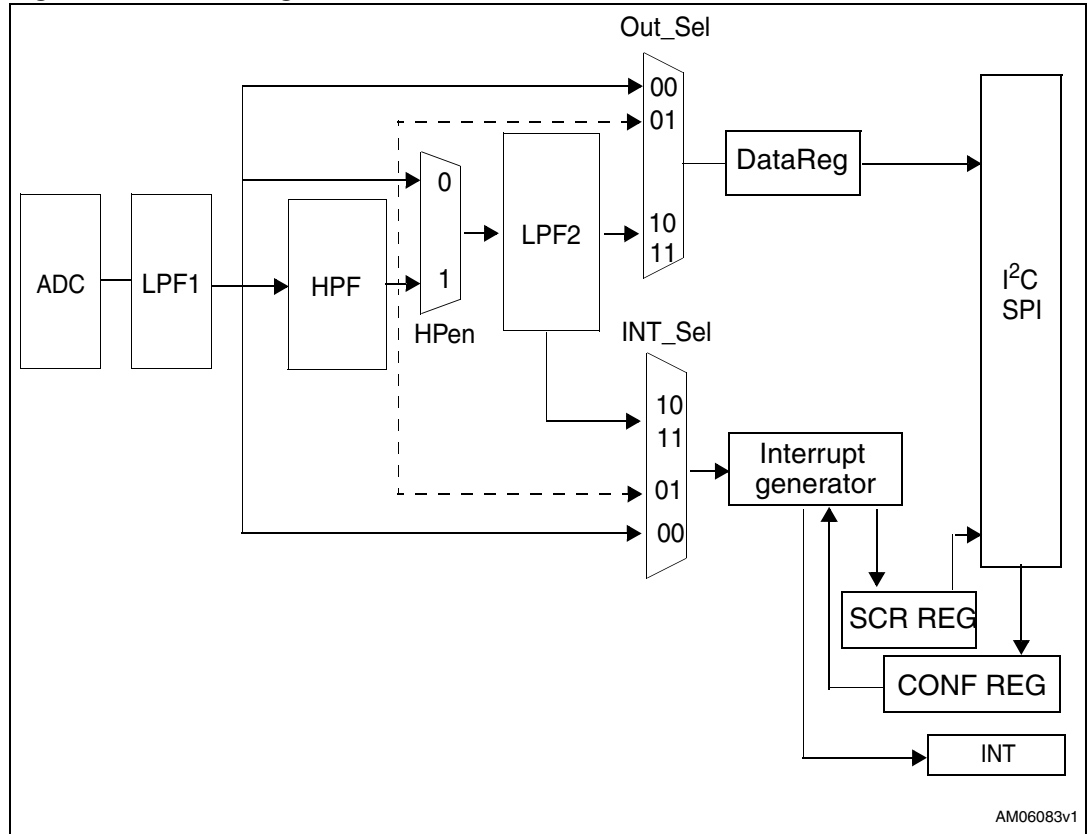 Out_Sel
00
01
10
11
DataReg
ADC
LPF1
HPF
0
1
HPen
LPF2
I²C
SPI
INT_Sel
10
11
01
00
Interrupt
generator
SCR REG
CONF REG
INT
AM06083v1